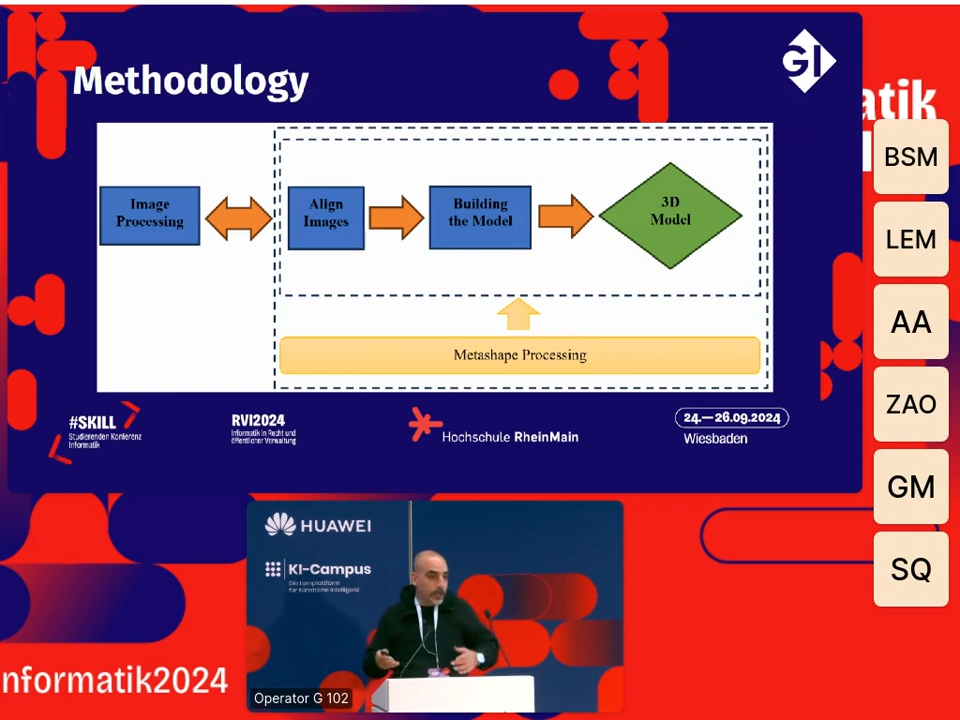 Methodology
GI
atik
Image
Processing
Align
Images
Building
the Model
3D
Model
Metashape Processing
#SKILL
Studierenden Konferenz
Informatik
RVI2024
Informatik in Recht und
öffentlicher Verwaltung
Hochschule RheinMain
24.—26.09.2024
Wiesbaden
BSM
LEM
AA
ZAO
GM
SQ
HUAWEI
KI-Campus
Die Lernplattform
für Künstliche Intelligenz
Operator G 102
nformatik2024